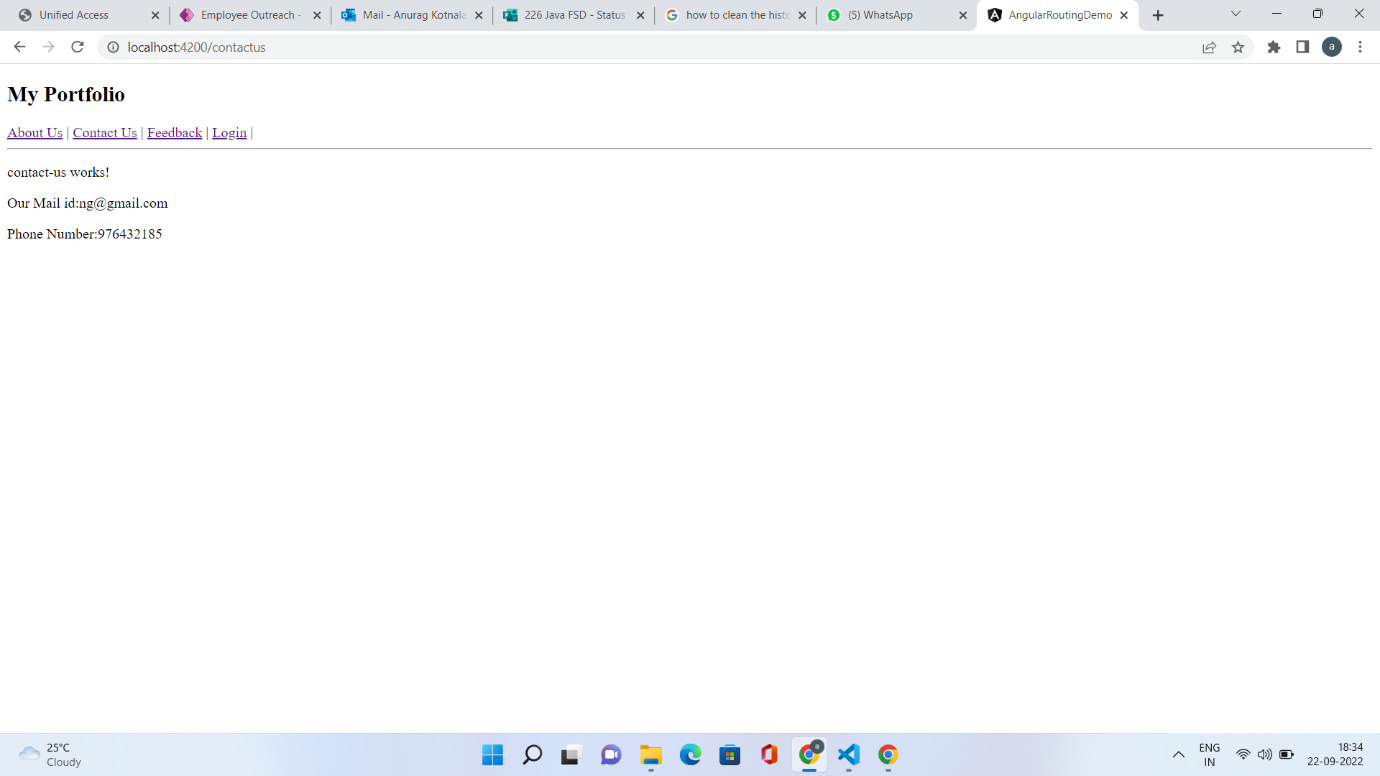 Unified Access
Employee Outreach -
Mail - Anurag Kotnala
226 Java FSD - Status
how to clean the histo
(5) WhatsApp
AngularRoutingDemo
localhost:4200/contactus
a
My Portfolio
About Us | Contact Us | Feedback | Login |
contact-us works!
Our Mail id:ng@gmail.com
Phone Number:976432185
25°C
Cloudy
a
ENG
IN
18:34
22-09-2022